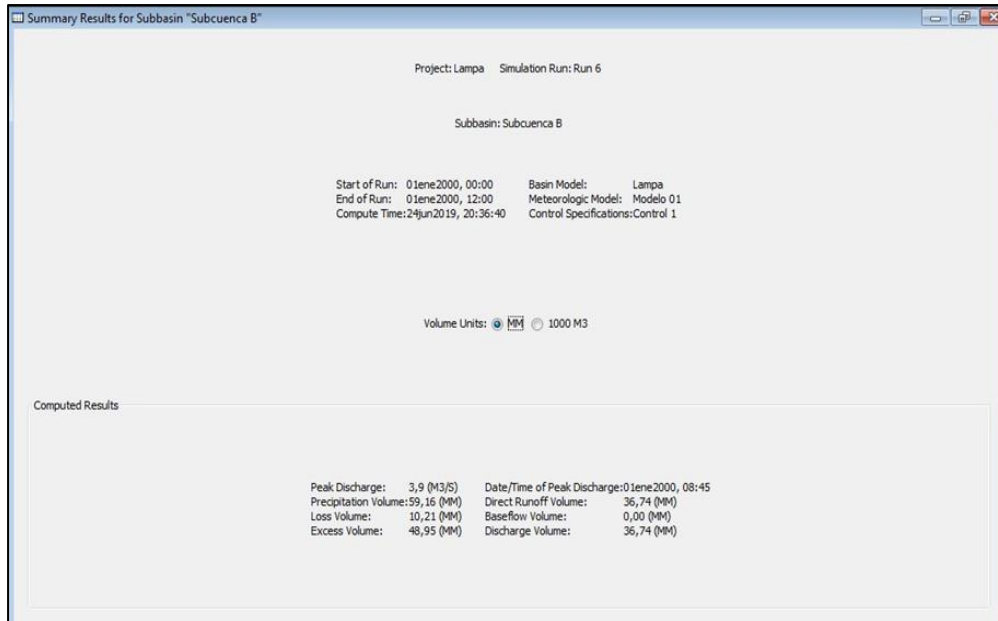 Summary Results for Subbasin "Subcuenca B"
Project: Lampa Simulation Run: Run 6
Subbasin: Subcuenca B
Start of Run: 01ene2000, 00:00 Basin Model: Lampa
End of Run: 01ene2000, 12:00 Meteorologic Model: Modelo 01
Compute Time:24jun2019, 20:36:40 Control Specifications:Control 1
Volume Units: MM 1000 M3
Computed Results
Peak Discharge: 3,9 (M3/S) Date/Time of Peak Discharge:01ene2000, 08:45
Precipitation Volume:59,16 (MM) Direct Runoff Volume: 36,74 (MM)
Loss Volume: 10,21 (MM) Baseflow Volume: 0,00 (MM)
Excess Volume: 48,95 (MM) Discharge Volume: 36,74 (MM)